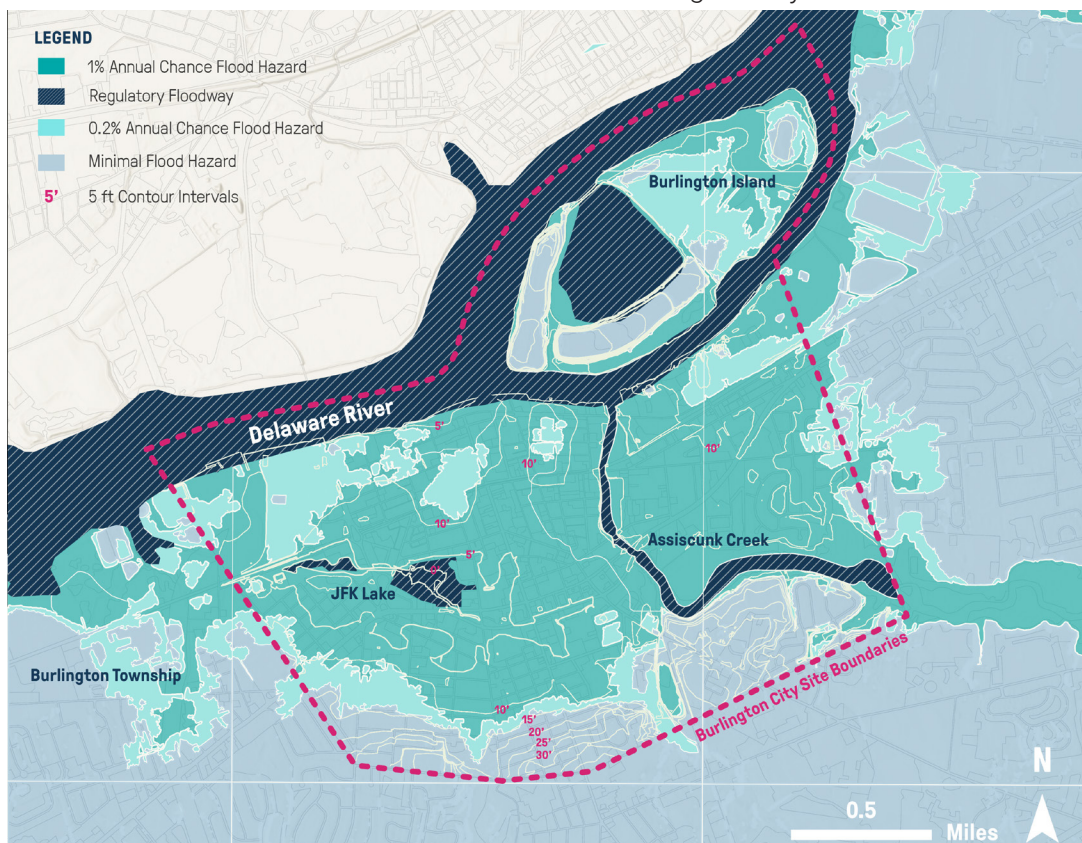 LEGEND
1% Annual Chance Flood Hazard
Regulatory Floodway
0.2% Annual Chance Flood Hazard
Minimal Flood Hazard
5' 5 ft Contour Intervals
Burlington Island
Delaware River
5'
10'
10'
10'
5'
Assiscunk Creek
JFK Lake
Burlington Township
10'
15'
20'
25'
30'
Burlington City Site Boundaries
N
0.5
Miles